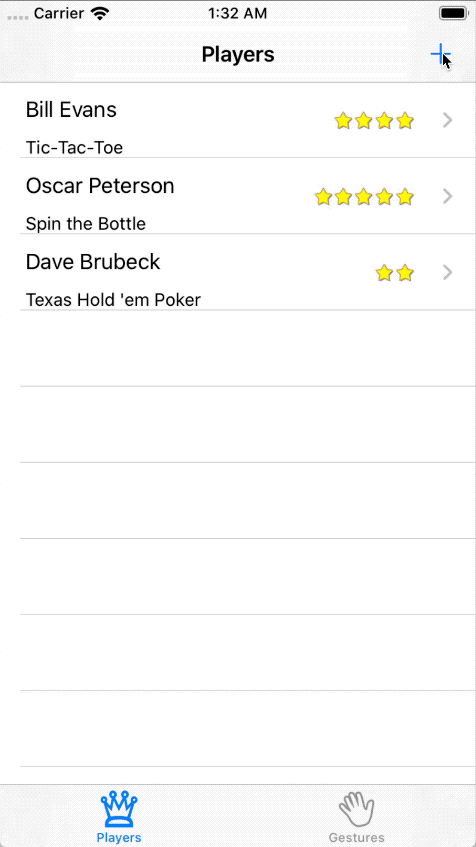 Carrier 1:32 AM
Players
Bill Evans
Tic-Tac-Toe
Oscar Peterson
Spin the Bottle
Dave Brubeck
Texas Hold 'em Poker
Players Gestures